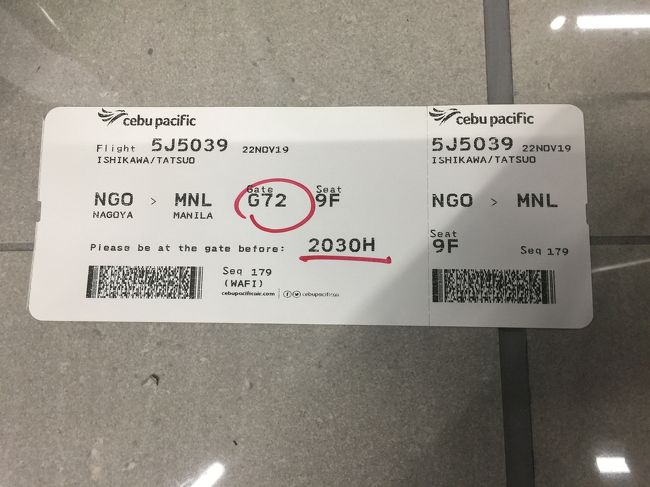 cebu pacific
Flight 5J5039 22NOV19
ISHIKAWA/TATSUO
Gate Seat
NGO > MNL G72 9F
NAGOYA MANILA
Please be at the gate before: 2030H
Seq 179
(WAFI)
cebupacificair.com | cebupacificair
cebu pacific
5J5039 22NOV19
ISHIKAWA/TATSUO
NGO > MNL
Seat
9F Seq 179